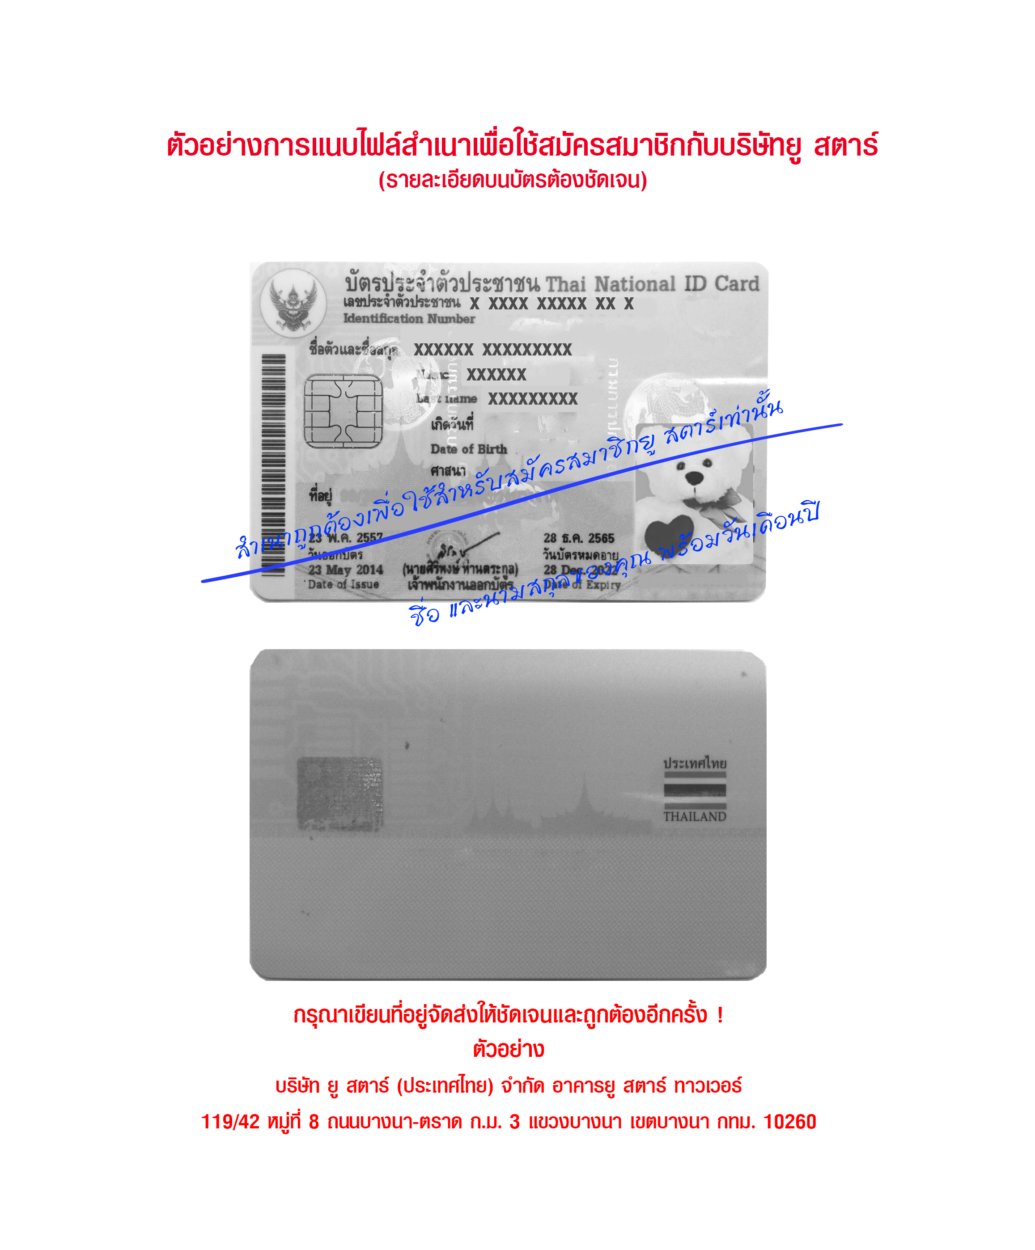 ตัวอย่างการแนบไฟล์สำเนาเพื่อใช้สมัครสมาชิกกับบริษัทยู สตาร์
(รายละเอียดบนบัตรต้องชัดเจน)
บัตรประจำตัวประชาชน Thai National ID Card
เลขประจำตัวประชาชน X XXXX XXXXX XX X
Identification Number
ชื่อตัวและชื่อสกุล XXXXXX XXXXXXXXX
Name XXXXXX
Last name XXXXXXXXX
เกิดวันที่
Date of Birth
ศาสนา
ที่อยู่
สำเนาถูกต้องเพื่อใช้สำหรับสมัครสมาชิกยู สตาร์เท่านั้น
23 พ.ค. 2557
วันออกบัตร
23 May 2014
Date of Issue
เจ้าพนักงานออกบัตร
28 ธ.ค. 2565
วันบัตรหมดอายุ
28 Dec. 2022
Date of Expiry
ชื่อ และนามสกุลของคุณ พร้อมวันเดือนปี
ประเทศไทย
THAILAND
กรุณาเขียนที่อยู่จัดส่งให้ชัดเจนและถูกต้องอีกครั้ง !
ตัวอย่าง
บริษัท ยู สตาร์ (ประเทศไทย) จำกัด อาคารยู สตาร์ ทาวเวอร์
119/42 หมู่ที่ 8 ถนนบางนา-ตราด ก.ม. 3 แขวงบางนา เขตบางนา กทม. 10260